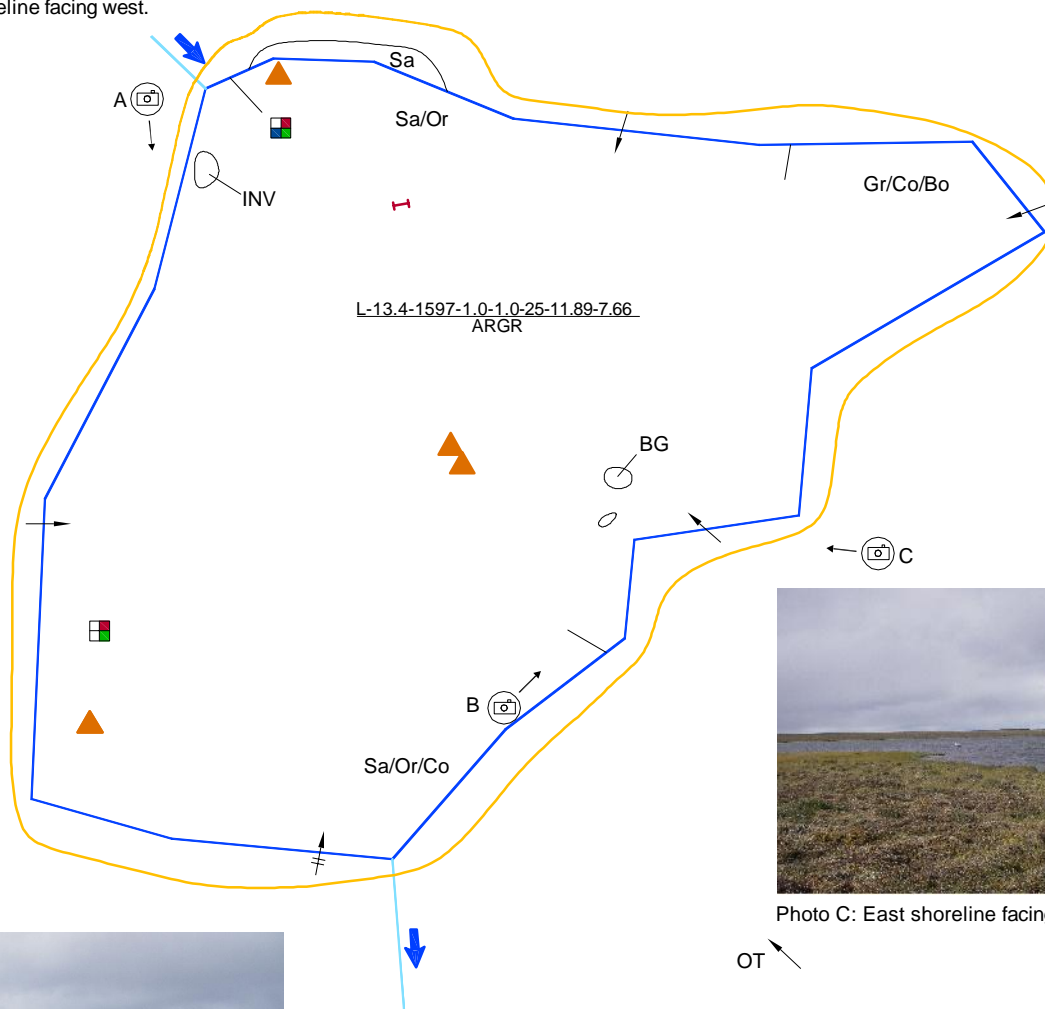 eline facing west.
Sa
A
Sa/Or
Gr/Co/Bo
INV
L-13.4-1597-1.0-1.0-25-11.89-7.66
ARGR
BG
C
B
Sa/Or/Co
Photo C: East shoreline facin
OT